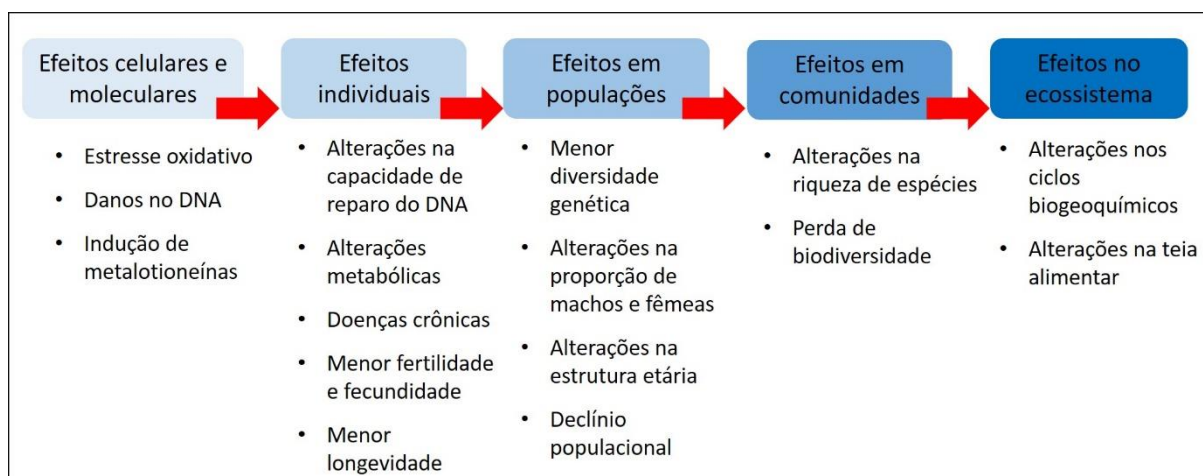 Efeitos celulares e
moleculares
• Estresse oxidativo
• Danos no DNA
• Indução de
metalotioneínas
Efeitos
individuais
• Alterações na
capacidade de
reparo do DNA
• Alterações
metabólicas
• Doenças crônicas
• Menor fertilidade
e fecundidade
• Menor
longevidade
Efeitos em
populações
• Menor
diversidade
genética
• Alterações na
proporção de
machos e fêmeas
• Alterações na
estrutura etária
• Declínio
populacional
Efeitos em
comunidades
• Alterações na
riqueza de espécies
• Perda de
biodiversidade
Efeitos no
ecossistema
• Alterações nos
ciclos
biogeoquímicos
• Alterações na teia
alimentar